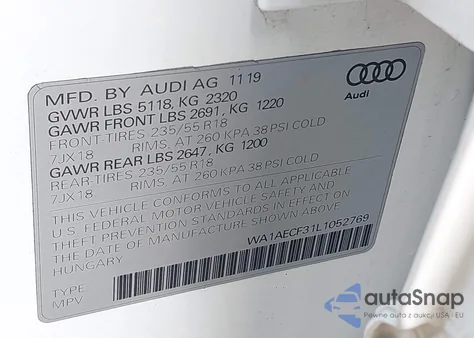 MFD. BY AUDI AG 11 19
GVWR LBS 5118, KG 2320
GAWR FRONT LBS 2691, KG 1220
FRONT-TIRES 235/55 R18
7JX18 RIMS, AT 260 KPA 38 PSI COLD
GAWR REAR LBS 2647, KG 1200
REAR-TIRES 235/55 R18
7JX18 RIMS, AT 260 KPA 38 PSI COLD
THIS VEHICLE CONFORMS TO ALL APPLICABLE
U.S. FEDERAL MOTOR VEHICLE SAFETY AND
THEFT PREVENTION STANDARDS IN EFFECT ON
THE DATE OF MANUFACTURE SHOWN ABOVE
HUNGARY
WA1AECF31L1052769
TYPE
MPV
Audi
autoSnap
Pewne auta z aukcji USA i EU